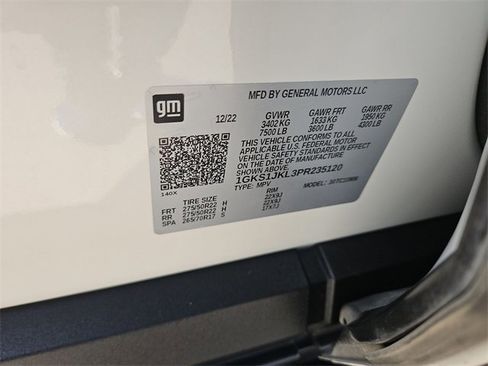 gm
MFD BY GENERAL MOTORS LLC
12/22 GVWR GAWR FRT GAWR RR
3402 KG 1633 KG 1950 KG
7500 LB 3600 LB 4300 LB
THIS VEHICLE CONFORMS TO ALL
APPLICABLE U.S. FEDERAL MOTOR
VEHICLE SAFETY STANDARDS IN
EFFECT ON THE DATE OF MANUFACTURE
SHOWN ABOVE.
1GKS1JKL3PR235120
TYPE: MPV MODEL:
140X
TIRE SIZE RIM
FRT 275/50R22 H 22X9J
RR 275/50R22 H 22X9J
SPA 265/70R17 S 17X7J